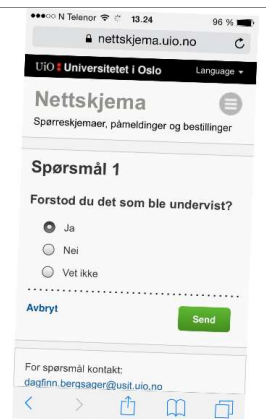 N Telenor 13.24 96 %
nettskjema.uio.no
UiO Universitetet i Oslo Language
Nettskjema
Spørreskjemaer, påmeldinger og bestillinger
Spørsmål 1
Forstod du det som ble undervist?
Ja
Nei
Vet ikke
Avbryt Send
For spørsmål kontakt:
dagfinn.bergsager@usit.uio.no